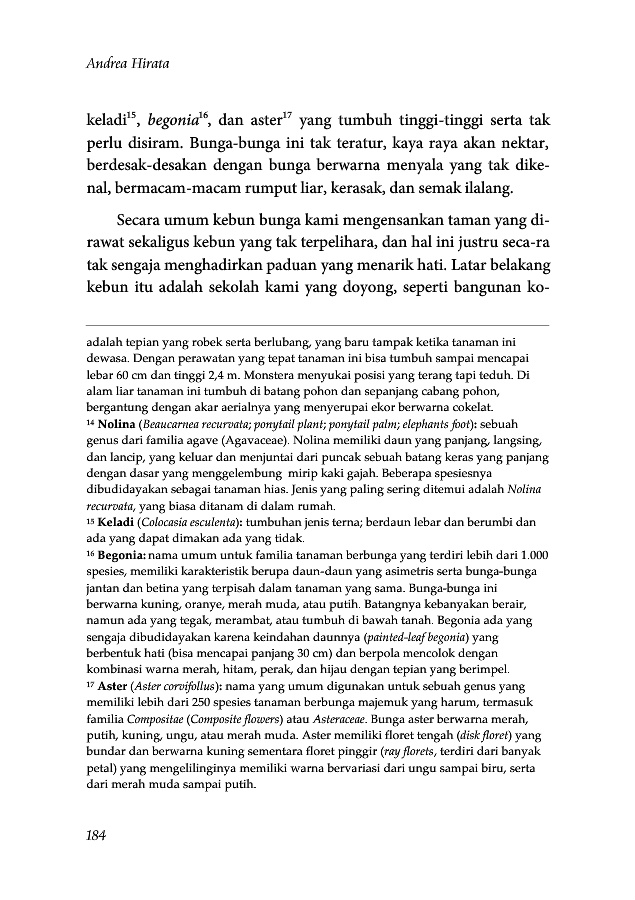 Andrea Hirata
keladi¹⁵, begonia¹⁶, dan aster¹⁷ yang tumbuh tinggi-tinggi serta tak
perlu disiram. Bunga-bunga ini tak teratur, kaya raya akan nektar,
berdesak-desakan dengan bunga berwarna menyala yang tak dike-
nal, bermacam-macam rumput liar, kerasak, dan semak ilalang.
Secara umum kebun bunga kami mengensankan taman yang di-
rawat sekaligus kebun yang tak terpelihara, dan hal ini justru seca-ra
tak sengaja menghadirkan paduan yang menarik hati. Latar belakang
kebun itu adalah sekolah kami yang doyong, seperti bangunan ko-
adalah tepian yang robek serta berlubang, yang baru tampak ketika tanaman ini
dewasa. Dengan perawatan yang tepat tanaman ini bisa tumbuh sampai mencapai
lebar 60 cm dan tinggi 2,4 m. Monstera menyukai posisi yang terang tapi teduh. Di
alam liar tanaman ini tumbuh di batang pohon dan sepanjang cabang pohon,
bergantung dengan akar aerialnya yang menyerupai ekor berwarna cokelat.
¹⁴ Nolina (Beaucarnea recurvata; ponytail plant; ponytail palm; elephants foot): sebuah
genus dari familia agave (Agavaceae). Nolina memiliki daun yang panjang, langsing,
dan lancip, yang keluar dan menjuntai dari puncak sebuah batang keras yang panjang
dengan dasar yang menggelembung mirip kaki gajah. Beberapa spesiesnya
dibudidayakan sebagai tanaman hias. Jenis yang paling sering ditemui adalah Nolina
recurvata, yang biasa ditanam di dalam rumah.
¹⁵ Keladi (Colocasia esculenta): tumbuhan jenis terna; berdaun lebar dan berumbi dan
ada yang dapat dimakan ada yang tidak.
¹⁶ Begonia: nama umum untuk familia tanaman berbunga yang terdiri lebih dari 1.000
spesies, memiliki karakteristik berupa daun-daun yang asimetris serta bunga-bunga
jantan dan betina yang terpisah dalam tanaman yang sama. Bunga-bunga ini
berwarna kuning, oranye, merah muda, atau putih. Batangnya kebanyakan berair,
namun ada yang tegak, merambat, atau tumbuh di bawah tanah. Begonia ada yang
sengaja dibudidayakan karena keindahan daunnya (painted-leaf begonia) yang
berbentuk hati (bisa mencapai panjang 30 cm) dan berpola mencolok dengan
kombinasi warna merah, hitam, perak, dan hijau dengan tepian yang berimpel.
¹⁷ Aster (Aster corvifollus): nama yang umum digunakan untuk sebuah genus yang
memiliki lebih dari 250 spesies tanaman berbunga majemuk yang harum, termasuk
familia Compositae (Composite flowers) atau Asteraceae. Bunga aster berwarna merah,
putih, kuning, ungu, atau merah muda. Aster memiliki floret tengah (disk floret) yang
bundar dan berwarna kuning sementara floret pinggir (ray florets, terdiri dari banyak
petal) yang mengelilinginya memiliki warna bervariasi dari ungu sampai biru, serta
dari merah muda sampai putih.
184